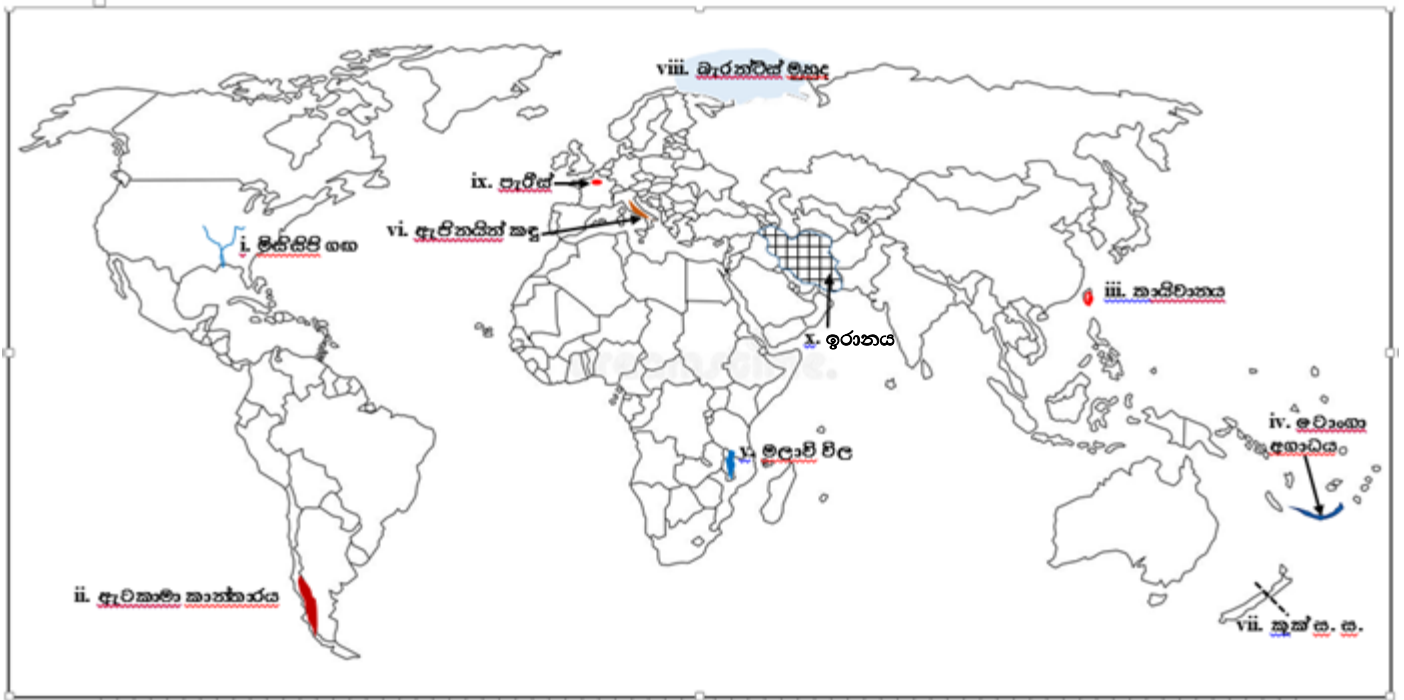 viii. බැරන්ට්ස් මුහුද
ix. පැරීස්
vi. ඇපිනයින් කඳු
i. මිසිසිපි ගඟ
iii. තායිවානය
x. ඉරානය
iv. ටොංගා
අගාධය
v. මලාවි විල
ii. ඇටකාමා කාන්තාරය
vii. කුක් ස. ස.